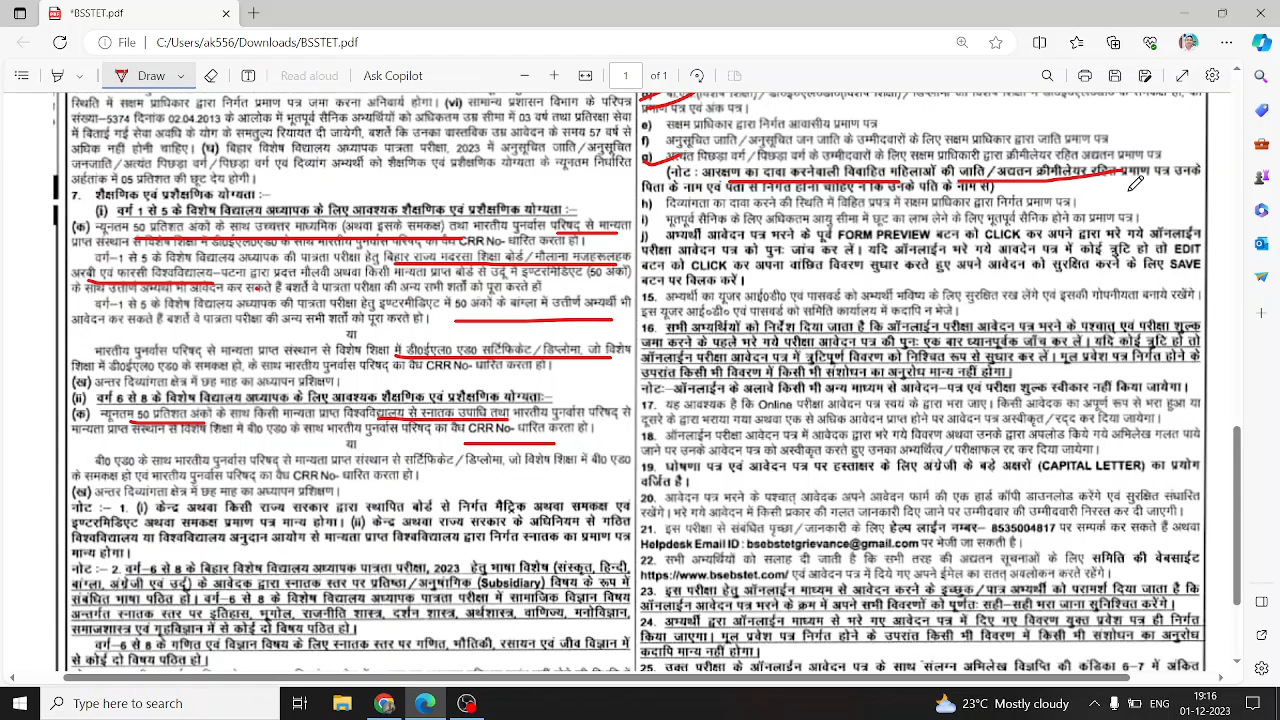 *BSSTET.pdf
File
C:/Users/ak556/OneDrive/Documents/BSSTET.pdf
Draw
Read aloud
Ask Copilot
1
of 1
स्थिति में सक्षम प्राधिकार द्वारा निर्गत प्रमाण पत्र जमा करना अनिवार्य होगा। (vi) सामान्य प्रशासन विभाग के परिपत्र
संख्या–5374 दिनांक 02.04.2013 के आलोक में भूतपूर्व सैनिक अभ्यर्थियों को अधिकतम उम्र सीमा में 03 वर्ष तथा प्रतिरक्षा सेवा
में बिताई गई सेवा अवधि के योग के समतुल्य रियायत दी जायेगी, बशर्ते कि उनका वास्तविक उम्र आवेदन के समय 57 वर्ष से
अधिक नहीं होनी चाहिए। (घ) बिहार विशेष विद्यालय अध्यापक पात्रता परीक्षा, 2023 में अनुसूचित जाति/अनुसूचित
जनजाति/अत्यंत पिछड़ा वर्ग/पिछड़ा वर्ग एवं दिव्यांग अभ्यर्थी को शैक्षणिक एवं प्रशैक्षणिक योग्यता के न्यूनतम निर्धारित
अर्हतांक में 05 प्रतिशत की छूट देय होगी।
7. शैक्षणिक एवं प्रशैक्षणिक योग्यता :–
(i) वर्ग 1 से 5 के विशेष विद्यालय अध्यापक के लिए आवश्यक शैक्षणिक एवं प्रशैक्षणिक योग्यता:–
(क) न्यूनतम 50 प्रतिशत अंकों के साथ उच्चत्तर माध्यमिक (अथवा इसके समकक्ष) तथा भारतीय पुनर्वास परिषद् से मान्यता
प्राप्त संस्थान से विशेष शिक्षा में डी०ई०एल०एड० के साथ भारतीय पुनर्वास परिषद का वैध CRR No- धारित करता हो।
वर्ग–1 से 5 के विशेष विद्यालय अध्यापक की पात्रता परीक्षा हेतु बिहार राज्य मदरसा शिक्षा बोर्ड/मौलाना मजहरूलहक
अरबी एवं फारसी विश्वविद्यालय–पटना द्वारा प्रदत्त मौलवी अथवा किसी मान्यता प्राप्त बोर्ड से उर्दू में इण्टरमिडिएट (50 अंकों)
के साथ उत्तीर्ण अभ्यर्थी भी आवेदन कर सकते हैं बशर्ते वे पात्रता परीक्षा की अन्य सभी शर्तो को पूरा करते हों
वर्ग–1 से 5 के विशेष विद्यालय अध्यापक की पात्रता परीक्षा हेतु इण्टरमीडिएट में 50 अंकों के बांग्ला में उत्तीर्ण अभ्यर्थी भी
आवेदन कर सकते हैं बशर्ते वे पात्रता परीक्षा की अन्य सभी शर्तों को पूरा करते हो।
या
भारतीय पुनर्वास परिषद् से मान्यता प्राप्त संस्थान से विशेष शिक्षा में डी०ई०एल० एड० सर्टिफिकेट/डिप्लोमा, जो विशेष
शिक्षा में डी०ई०एल० एड० के समकक्ष हो, के साथ भारतीय पुनर्वास परिषद का वैध CRR No- धारित करता हो।
(ख) अन्तर दिव्यांगता क्षेत्र में छह माह का अध्यापन प्रशिक्षण।
(ii) वर्ग 6 से 8 के विशेष विद्यालय अध्यापक के लिए आवश्यक शैक्षणिक एवं प्रशैक्षणिक योग्यता:–
(क) न्यूनतम 50 प्रतिशत अंकों के साथ किसी मान्यता प्राप्त विश्वविद्यालय से स्नातक उपाधि तथा भारतीय पुनर्वास परिषद् से
मान्यता प्राप्त संस्थान से विशेष शिक्षा में बी० एड० के साथ भारतीय पुनर्वास परिषद् का वैध CRR No- धारित करता हो।
या
बी० एड० के साथ भारतीय पुनर्वास परिषद् से मान्यता प्राप्त संस्थान से सर्टिफिकेट/डिप्लोमा, जो विशेष शिक्षा में बी० एड०
के समकक्ष हो एवं भारतीय पुनर्वास परिषद् का वैध CRR No- धारित करता हो।
(ख) अन्तर दिव्यांगता क्षेत्र में छह माह का अध्यापन प्रशिक्षण।
नोट :– 1. (i) केन्द्र अथवा किसी राज्य सरकार द्वारा स्थापित बोर्ड से निर्गत मैट्रिक अथवा समकक्ष एवं
इण्टरमिडिएट अथवा समकक्ष प्रमाण पत्र मान्य होगा। (ii) केन्द्र अथवा राज्य सरकार के अधिनियम से गठित
विश्वविद्यालय या विश्वविद्यालय अनुदान आयोग से मान्यता प्राप्त विश्वविद्यालय द्वारा निर्गत स्नातक का प्रमाण पत्र
मान्य होगा।
नोट :– 2. वर्ग–6 से 8 के बिहार विशेष विद्यालय अध्यापक पात्रता परीक्षा, 2023 हेतु भाषा विशेष (संस्कृत, हिन्दी,
बांग्ला, अंग्रेजी एवं उर्दू) के आवेदक द्वारा स्नातक स्तर पर प्रतिष्ठा/अनुषांगिक (Subsidiary) विषय के रूप में
संबंधित भाषा पठित हो। वर्ग–6 से 8 के विशेष विद्यालय अध्यापक पात्रता परीक्षा में सामाजिक विज्ञान विषय
अन्तर्गत स्नातक स्तर पर इतिहास, भूगोल, राजनीति शास्त्र, दर्शन शास्त्र, अर्थशास्त्र, वाणिज्य, मनोविज्ञान,
समाजशास्त्र एवं गृहविज्ञान में से कोई दो विषय पठित हो।
वर्ग–6 से 8 के गणित एवं विज्ञान विषय के लिए स्नातक स्तर पर गणित, भौतिकी, रसायन एवं जीव विज्ञान में
से कोई दो विषय पठित हो।
प्रमाण पत्र एवं अंक पत्र।
e) सक्षम प्राधिकार द्वारा निर्गत आवासीय प्रमाण पत्र
f) अनुसूचित जाति/अनुसूचित जन जाति के उम्मीदवारों के लिए सक्षम प्राधिकार द्वारा जाति प्रमाण पत्र
g) अत्यंत पिछड़ा वर्ग/पिछड़ा वर्ग के उम्मीदवारों के लिए सक्षम प्राधिकारी द्वारा क्रीमीलेयर रहित अद्यतन प्रमाण पत्र
(नोट : आरक्षण का दावा करनेवाली विवाहित महिलाओं की जाति/अद्यतन क्रीमीलेयर रहित प्रमाण पत्र उनके
पिता के नाम एवं पता से निर्गत होना चाहिए न कि उनके पति के नाम से)
h) दिव्यांगता का दावा करने की स्थिति में विहित प्रपत्र में सक्षम प्राधिकार द्वारा निर्गत प्रमाण पत्र।
i) भूतपूर्व सैनिक के लिए अधिकतम आयु सीमा में छूट का लाभ लेने के लिए भूतपूर्व सैनिक होने का प्रमाण पत्र।
j) अभ्यर्थी आवेदन पत्र भरने के पूर्व FORM PREVIEW बटन को CLICK कर अपने द्वारा भरे गये ऑनलाईन
परीक्षा आवेदन पत्र को पुनः जांच कर लें। यदि ऑनलाईन भरे गये आवेदन पत्र में कोई त्रुटि हो तो EDIT
बटन को CLICK कर अपना वांछित विवरण सुधार करते हुए अपने आवेदन को सुरक्षित करने के लिए SAVE
बटन पर क्लिक करें।
15. अभ्यर्थी का यूजर आई०डी० एवं पासवर्ड को अभ्यर्थी भविष्य के लिए सुरक्षित रख लेंगे एवं इसकी गोपनीयता बनाये रखेंगे।
इस यूजर आई०डी० एवं पासवर्ड को समिति कार्यालय में कदापि न भेजे।
16. सभी अभ्यर्थियों को निर्देश दिया जाता है कि ऑनलाईन परीक्षा आवेदन पत्र भरने के पश्चात् एवं परीक्षा शुल्क
जमा करने के पहले भरे गये परीक्षा आवेदन पत्र की पुनः एक बार ध्यानपूर्वक जाँच कर लें। यदि कोई त्रुटि हो तो
ऑनलाईन परीक्षा आवेदन पत्र में त्रुटिपूर्ण विवरण को निश्चित रूप से सुधार कर लें। मूल प्रवेश पत्र निर्गत होने के
उपरांत किसी भी विवरण में किसी भी संशोधन का अनुरोध मान्य नहीं होगा।
नोटः–ऑनलाईन के अलावे किसी भी अन्य माध्यम से आवेदन–पत्र एवं परीक्षा शुल्क स्वीकार नहीं किया जायेगा।
17. यह आवश्यक है कि Online परीक्षा आवेदन पत्र स्वयं के द्वारा भरा जाए। किसी आवेदक का अपूर्ण रूप से भरा हुआ या
दूसरे के द्वारा भराया गया अथवा एक से अधिक आवेदन प्राप्त होने पर आवेदन पत्र अस्वीकृत/रद्द कर दिया जायेगा।
18. ऑनलाईन परीक्षा आवेदन पत्र में आवेदक द्वारा भरे गये विवरण अथवा उनके द्वारा अपलोड किये गये अभिलेख गलत पाये
जाने पर उनके आवेदन पत्र को अस्वीकृत करते हुए उनका अभ्यर्थित्व/परीक्षाफल रद कर दिया जायेगा।
19. घोषणा पत्र एवं आवेदन पत्र पर हस्ताक्षर के लिए अंग्रेजी के बड़े अक्षरों (CAPITAL LETTER) का प्रयोग
वर्जित है।
20. आवेदन पत्र भरने के पश्चात् आवेदक अपने आवेदन फार्म की एक हार्ड कॉपी डाउनलोड करेंगे एवं सुरक्षित संधारित
रखेंगे। भरे गये आवेदन में किसी प्रकार की गलत जानकारी दिए जाने पर उम्मीदवार की उम्मीदवारी निरस्त कर दी जाएगी।
21. इस परीक्षा से संबंधित पृच्छा/जानकारी के लिए हेल्प लाईन नम्बर– 8535004817 पर सम्पर्क कर सकते हैं अथवा
Helpdesk Email ID : bsebstetgrievance@gmail.com पर भेजी जा सकती है।
22. सभी अभ्यर्थियों को सलाह दी जाती है कि सभी तरह की अद्यतन सूचनाओं के लिए समिति की वेबसाईट
https://www.bsebstet.com/ एवं आवेदन पत्र में दिये गए अपने ईमेल का सतत् अवलोकन करते रहेंगे।
23. इस परीक्षा हेतु ऑनलाईन माध्यम से आवेदन करने के इच्छुक/पात्र अभ्यर्थी को परामर्श दिया जाता है कि
ऑनलाईन आवेदन पत्र भरने के क्रम में अपने सभी विवरणों को पूर्णतः सही–सही भरा जाना सुनिश्चित करेंगे।
24. अभ्यर्थी द्वारा ऑनलाईन माध्यम से भरे गए आवेदन पत्र में दिए गए विवरण युक्त प्रवेश पत्र ही निर्गत
किया जाएगा। मूल प्रवेश पत्र निर्गत होने के उपरांत किसी भी विवरण में किसी भी संशोधन का अनुरोध
कदापि मान्य नहीं होगा।
25. उक्त परीक्षा के ऑनलाईन आवेदन पत्र के साथ संलग्न अभिलेख विज्ञप्ति की कंडिका 6–7 में अंकित
Type here to search
23°C Mostly cloudy
ENG
19:16
01-12-2023